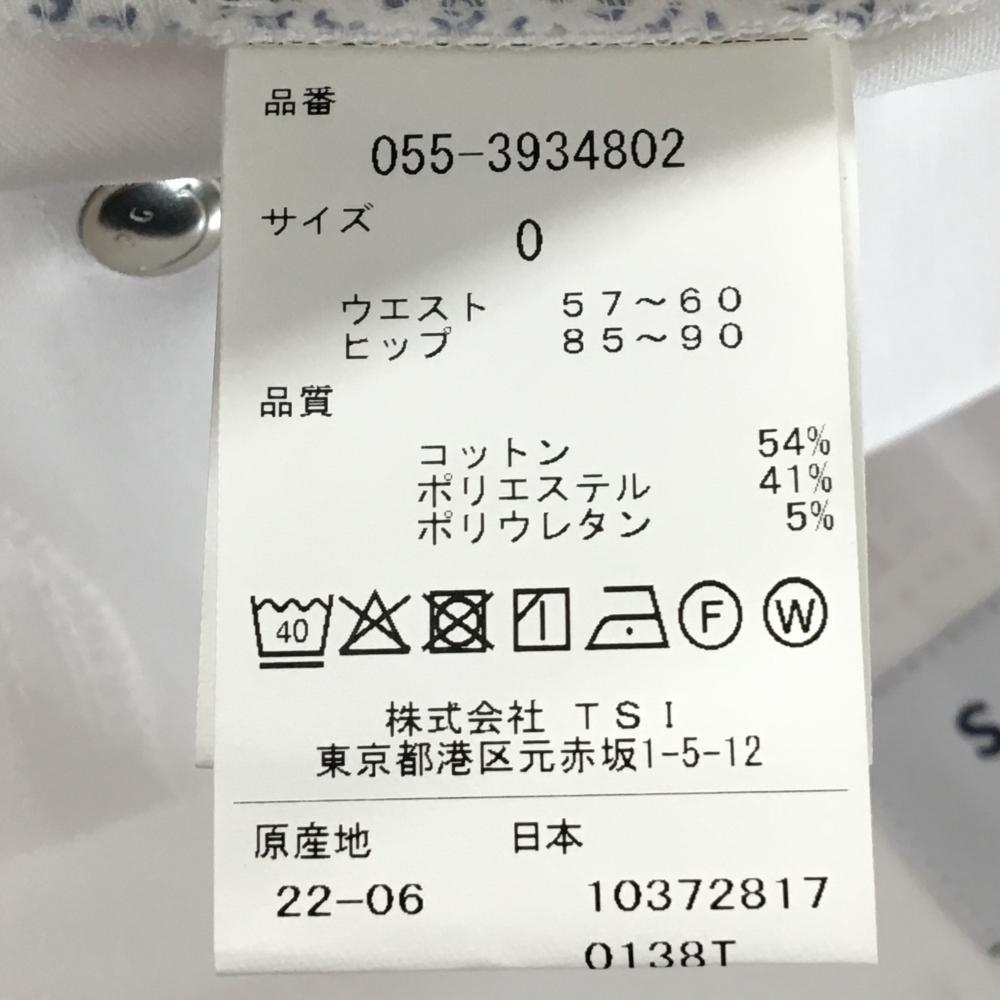 品番
055-3934802
サイズ
0
ウエスト 57～60
ヒップ 85～90
品質
コットン 54%
ポリエステル 41%
ポリウレタン 5%
40 F W
株式会社 TSI
東京都港区元赤坂1-5-12
原産地 日本
22-06 10372817
0138T
S